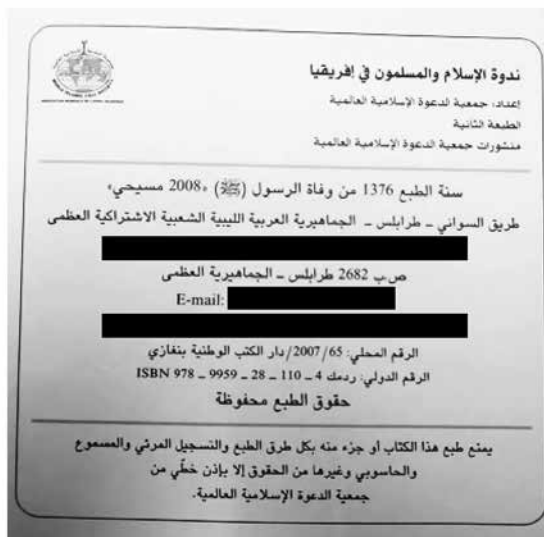 ندوة الإسلام والمسلمون في إفريقيا
إعداد: جمعية الدعوة الإسلامية العالمية
الطبعة الثانية
منشورات جمعية الدعوة الإسلامية العالمية
سنة الطبع 1376 من وفاة الرسول (ﷺ) «2008 مسيحي»
طريق السواني ـ طرابلس ـ الجماهيرية العربية الليبية الشعبية الاشتراكية العظمى
ص.ب 2682 طرابلس ـ الجماهيرية العظمى
E-mail:
الرقم المحلي: 65/2007/دار الكتب الوطنية بنغازي
الرقم الدولي: ردمك 4 ـ 110 ـ 28 ـ 9959 ـ 978 ISBN
حقوق الطبع محفوظة
يمنع طبع هذا الكتاب أو جزء منه بكل طرق الطبع والتسجيل المرئي والمسموع
والحاسوبي وغيرها من الحقوق إلا بإذن خطّي من
جمعية الدعوة الإسلامية العالمية.